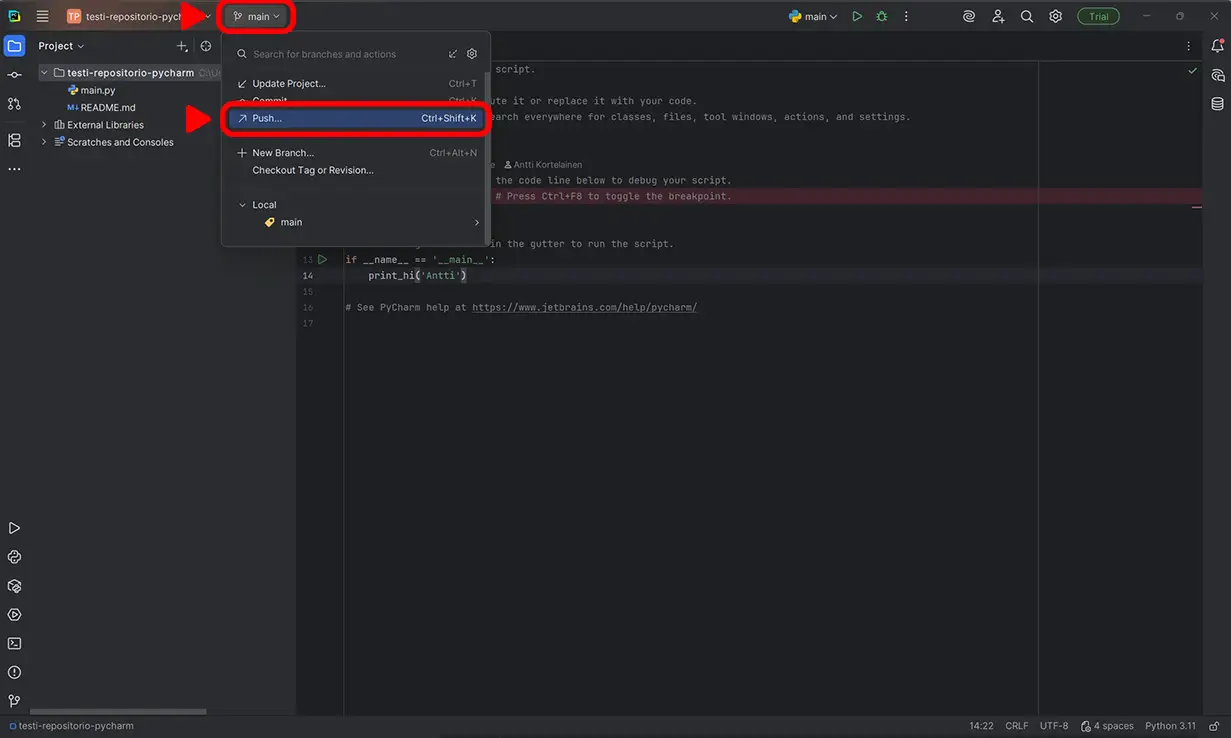 TP testi-repositorio-pych
main
main
Trial
Project
testi-repositorio-pycharm C:\U
main.py
M↓ README.md
External Libraries
Scratches and Consoles
Search for branches and actions
Update Project... Ctrl+T
Commit... Ctrl+K
Push... Ctrl+Shift+K
New Branch... Ctrl+Alt+N
Checkout Tag or Revision...
Local
main
script.
ute it or replace it with your code.
earch everywhere for classes, files, tool windows, actions, and settings.
Antti Kortelainen
the code line below to debug your script.
# Press Ctrl+F8 to toggle the breakpoint.
in the gutter to run the script.
13 if __name__ == '__main__':
14 print_hi('Antti')
15
16 # See PyCharm help at https://www.jetbrains.com/help/pycharm/
17
testi-repositorio-pycharm
14:22 CRLF UTF-8 4 spaces Python 3.11